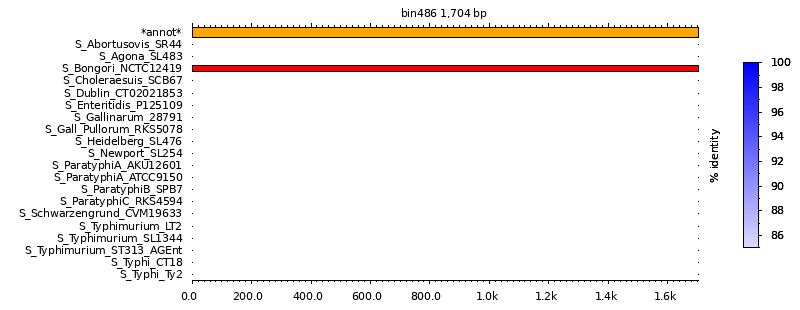 bin486 1,704 bp
*annot*
S_Abortusovis_SR44
S_Agona_SL483
S_Bongori_NCTC12419
S_Choleraesuis_SCB67
S_Dublin_CT02021853
S_Enteritidis_P125109
S_Gallinarum_28791
S_Gall_Pullorum_RKS5078
S_Heidelberg_SL476
S_Newport_SL254
S_ParatyphiA_AKU12601
S_ParatyphiA_ATCC9150
S_ParatyphiB_SPB7
S_ParatyphiC_RKS4594
S_Schwarzengrund_CVM19633
S_Typhimurium_LT2
S_Typhimurium_SL1344
S_Typhimurium_ST313_AGEnt
S_Typhi_CT18
S_Typhi_Ty2
0.0 200.0 400.0 600.0 800.0 1.0k 1.2k 1.4k 1.6k
% identity
100
98
96
94
92
90
88
86